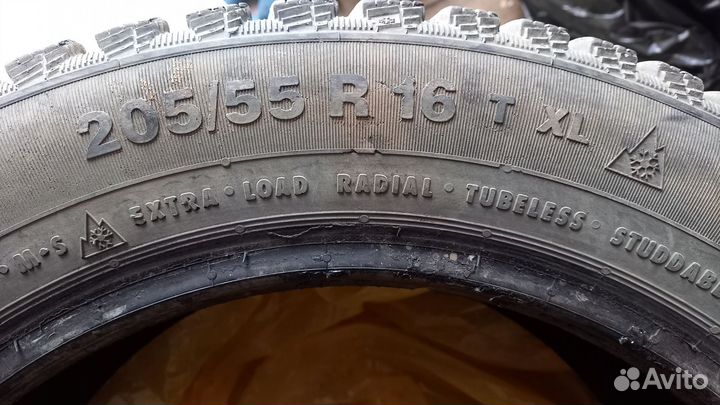 205/55 R 16 T XL
• M•S EXTRA • LOAD RADIAL • TUBELESS • STUDDABL
Avito